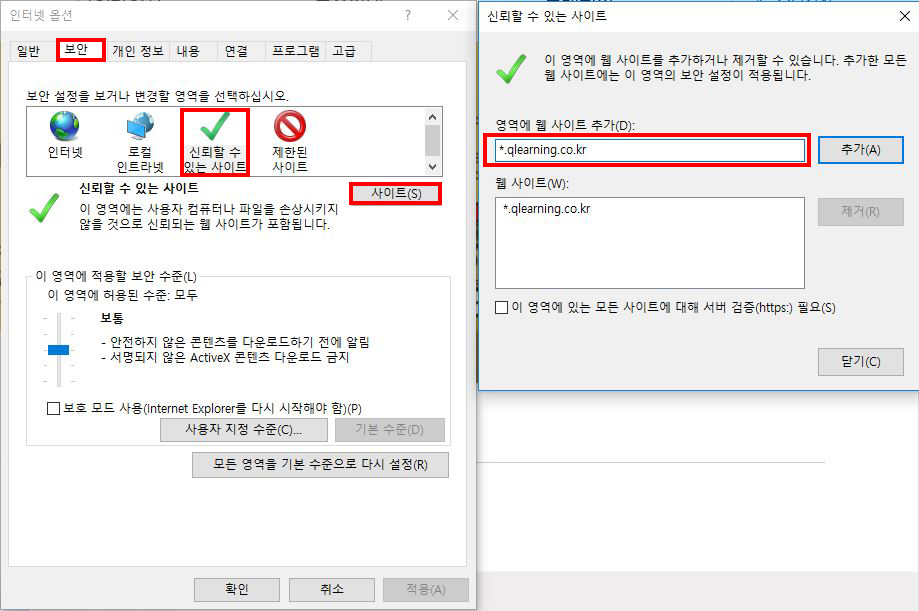 인터넷 옵션
?
일반
보안
개인 정보
내용
연결
프로그램
고급
보안 설정을 보거나 변경할 영역을 선택하십시오.
인터넷
로컬
인트라넷
신뢰할 수
있는 사이트
제한된
사이트
신뢰할 수 있는 사이트
사이트(S)
이 영역에는 사용자 컴퓨터나 파일을 손상시키지
않을 것으로 신뢰되는 웹 사이트가 포함됩니다.
이 영역에 적용할 보안 수준(L)
이 영역에 허용된 수준: 모두
보통
- 안전하지 않은 콘텐츠를 다운로드하기 전에 알림
- 서명되지 않은 ActiveX 콘텐츠 다운로드 금지
보호 모드 사용(Internet Explorer를 다시 시작해야 함)(P)
사용자 지정 수준(C)...
기본 수준(D)
모든 영역을 기본 수준으로 다시 설정(R)
확인
취소
적용(A)
신뢰할 수 있는 사이트
이 영역에 웹 사이트를 추가하거나 제거할 수 있습니다. 추가한 모든
웹 사이트에는 이 영역의 보안 설정이 적용됩니다.
영역에 웹 사이트 추가(D):
*.qlearning.co.kr
추가(A)
웹 사이트(W):
*.qlearning.co.kr
제거(R)
이 영역에 있는 모든 사이트에 대해 서버 검증(https:) 필요(S)
닫기(C)